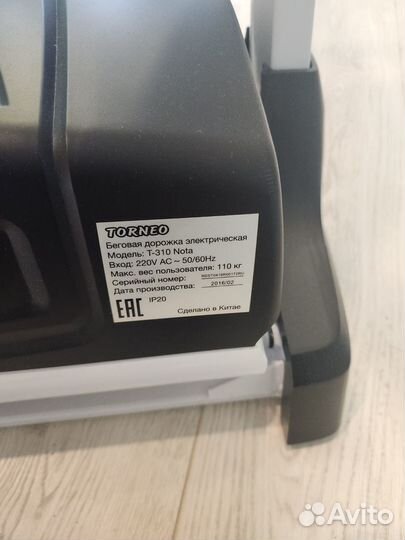 TORNEO
Беговая дорожка электрическая
Модель: T-310 Nota
Вход: 220V AC ~ 50/60Hz
Макс. вес пользователя: 110 кг
Серийный номер:
Дата производства: 2016/02
EAC IP20
Сделано в Китае
Avito